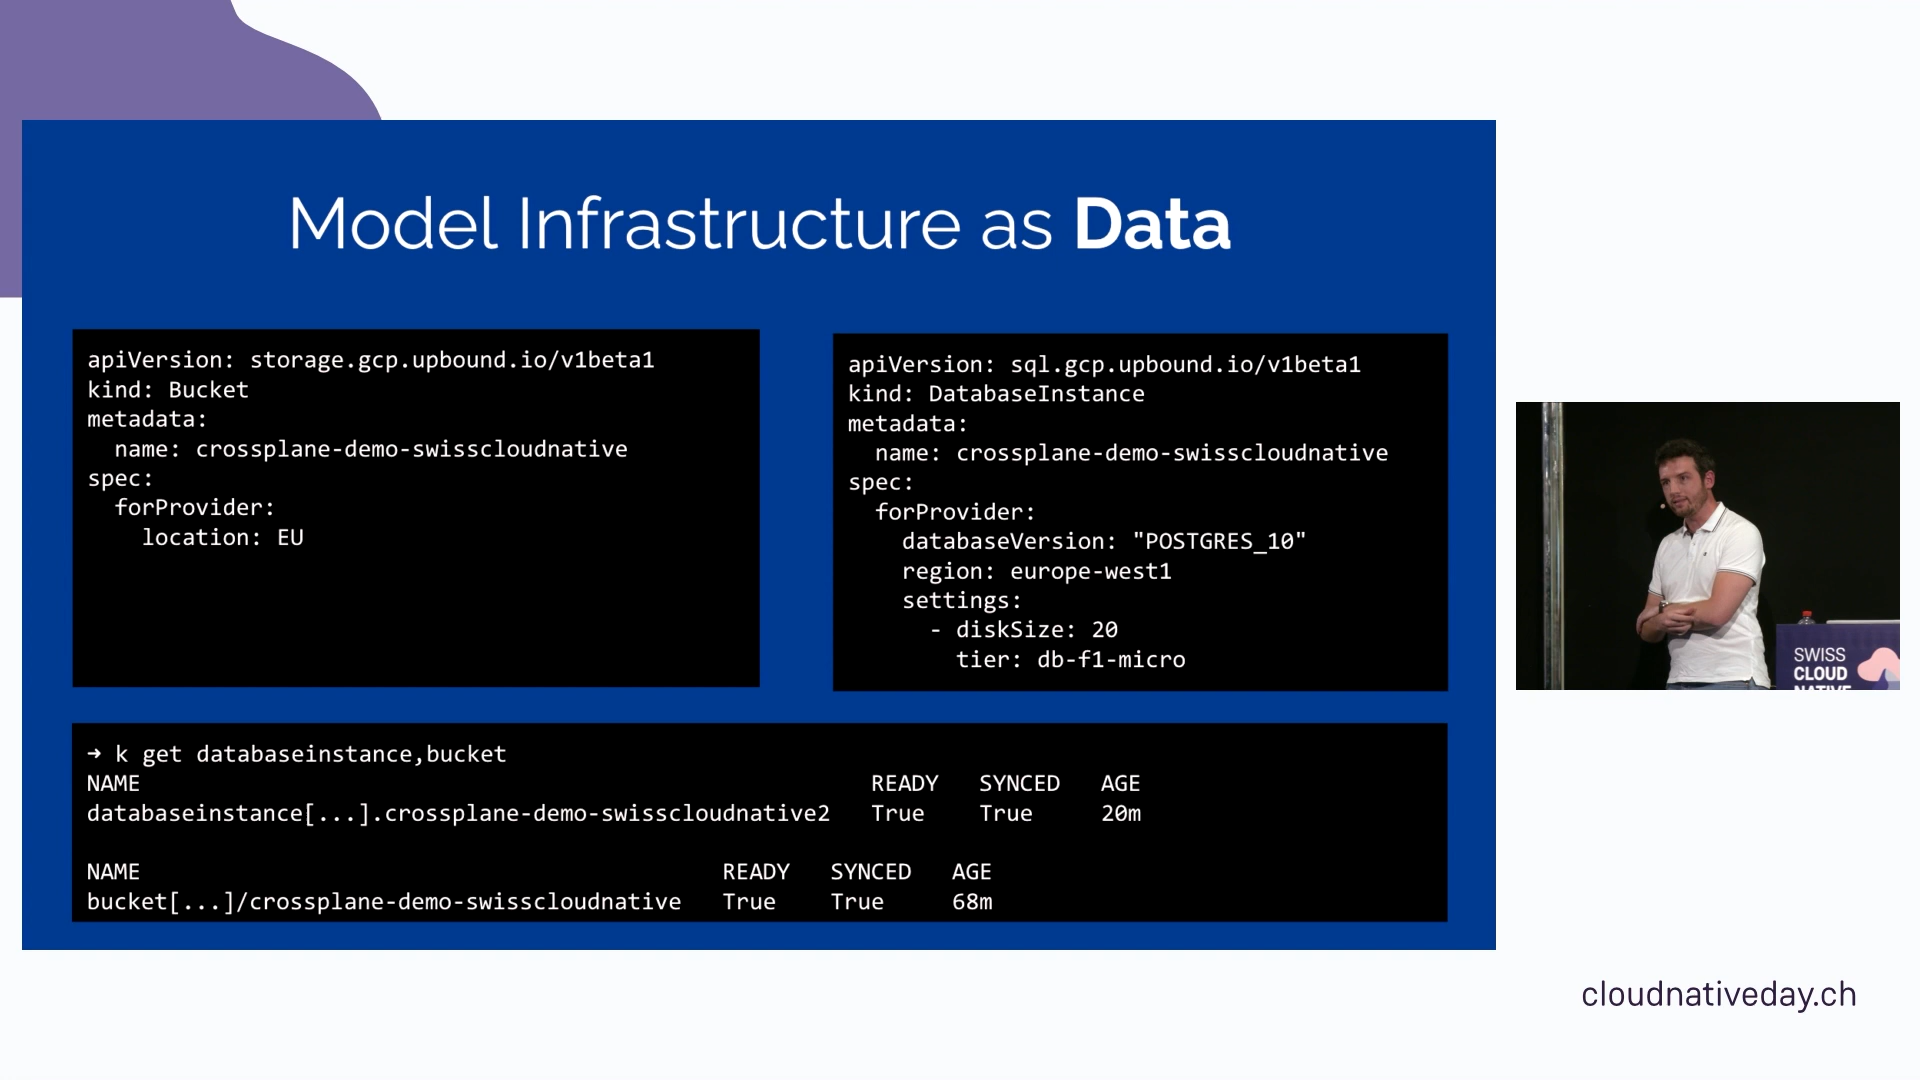 Model Infrastructure as Data
apiVersion: storage.gcp.upbound.io/v1beta1
kind: Bucket
metadata:
  name: crossplane-demo-swisscloudnative
spec:
  forProvider:
    location: EU
apiVersion: sql.gcp.upbound.io/v1beta1
kind: DatabaseInstance
metadata:
  name: crossplane-demo-swisscloudnative
spec:
  forProvider:
    databaseVersion: "POSTGRES_10"
    region: europe-west1
    settings:
      - diskSize: 20
        tier: db-f1-micro
➜ k get databaseinstance,bucket
NAME READY SYNCED AGE
databaseinstance[...].crossplane-demo-swisscloudnative2 True True 20m
NAME READY SYNCED AGE
bucket[...]/crossplane-demo-swisscloudnative True True 68m
SWISS
CLOUD
NATIVE
cloudnativeday.ch